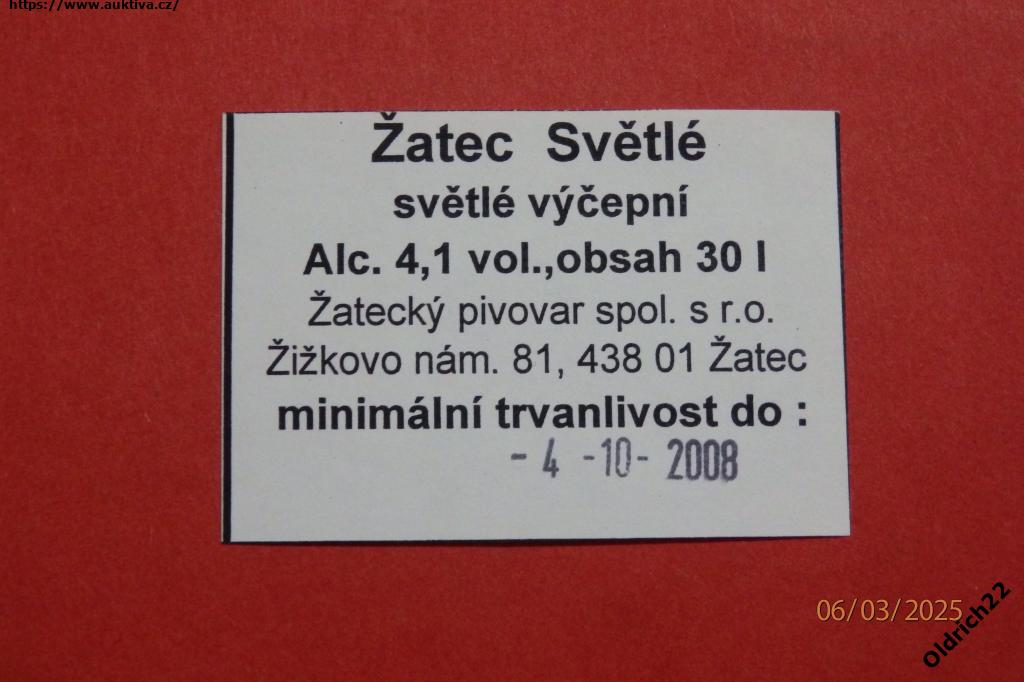 https://www.auktiva.cz/
Žatec Světlé
světlé výčepní
Alc. 4,1 vol.,obsah 30 l
Žatecký pivovar spol. s r.o.
Žižkovo nám. 81, 438 01 Žatec
minimální trvanlivost do :
- 4 -10- 2008
06/03/2025
Oldrich22